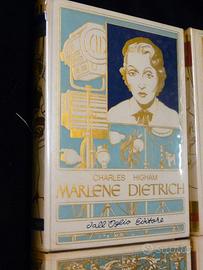 CHARLES HIGHAM
MARLENE DIETRICH
dall'Oglio Editore